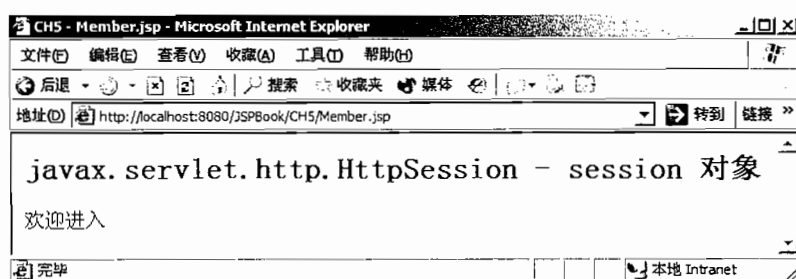 CH5 - Member.jsp - Microsoft Internet Explorer
文件(F) 编辑(E) 查看(V) 收藏(A) 工具(T) 帮助(H)
后退 搜索 收藏夹 媒体
地址(D) http://localhost:8080/JSPBook/CH5/Member.jsp 转到 链接 »
javax.servlet.http.HttpSession - session 对象
欢迎进入
完毕 本地 Intranet